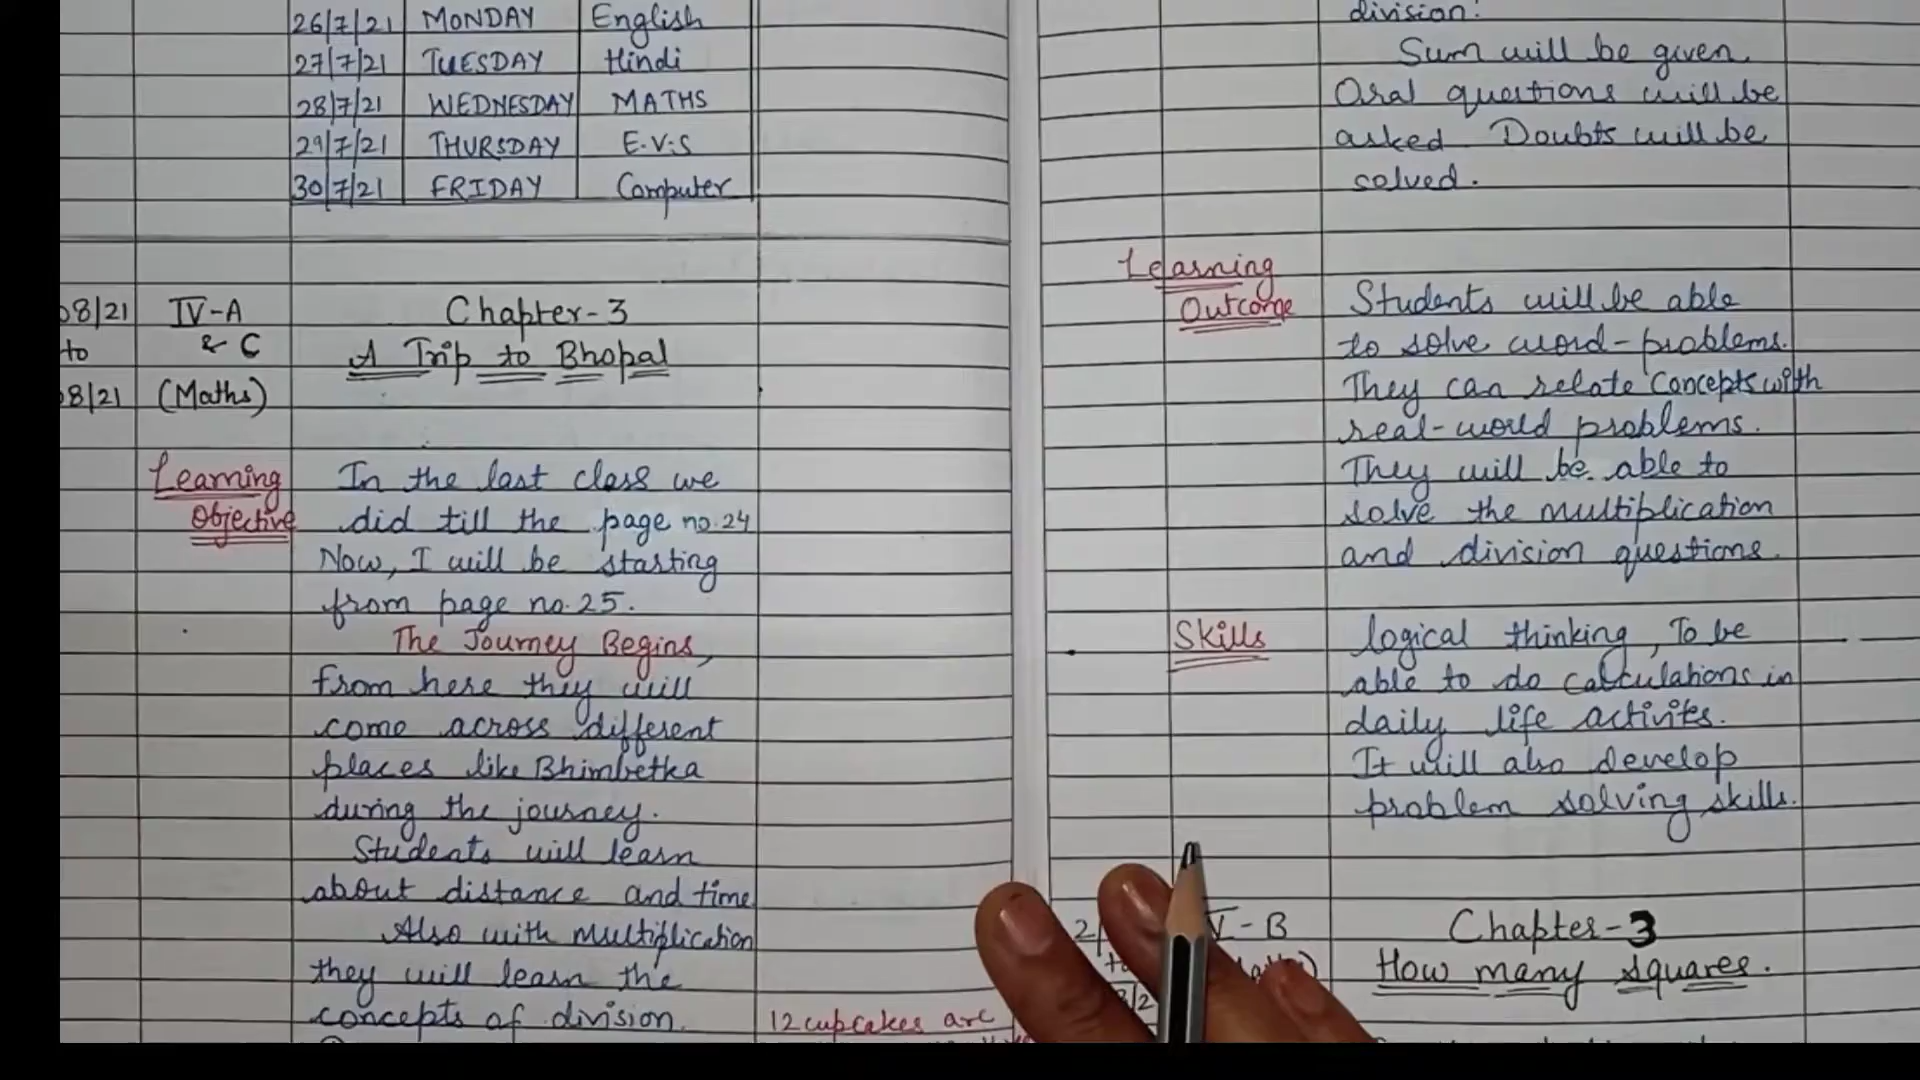 26/7/21 MONDAY English
27/7/21 TUESDAY Hindi
28/7/21 WEDNESDAY MATHS
29/7/21 THURSDAY E.V.S
30/7/21 FRIDAY Computer
08/21 IV-A Chapter-3
to & C A Trip to Bhopal
08/21 (Maths)
Learning In the last class we
Objective did till the page no.24
Now, I will be starting
from page no.25.
The Journey Begins,
from here they will
come across different
places like Bhimbetka
during the journey.
Students will learn
about distance and time
Also with multiplication
they will learn the
concepts of division.
12 cupcakes are
division.
Sum will be given.
Oral questions will be
asked. Doubts will be
solved.
Learning
Outcome Students will be able
to solve word-problems.
They can relate concepts with
real-world problems.
They will be able to
solve the multiplication
and division questions.
Skills logical thinking, To be
able to do calculations in
daily life activites.
It will also develop
problem solving skills.
2/ V-B Chapter-3
to How many squares.